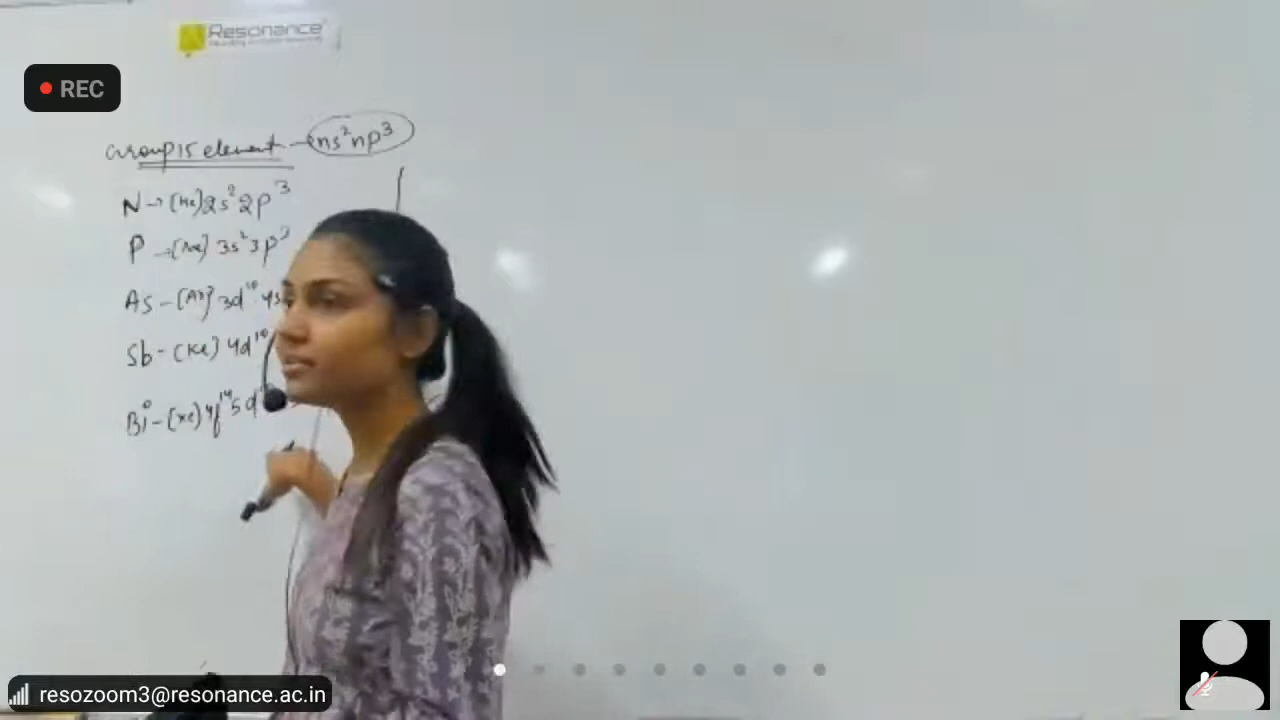 Resonance
REC
Group 15 element — ns²np³
N → [He] 2s² 2p³
P → [Ne] 3s² 3p³
As – [Ar] 3d¹⁰ 4s
Sb – [Kr] 4d¹⁰
Bi – (Xe) 4f¹⁴ 5d
resozoom3@resonance.ac.in